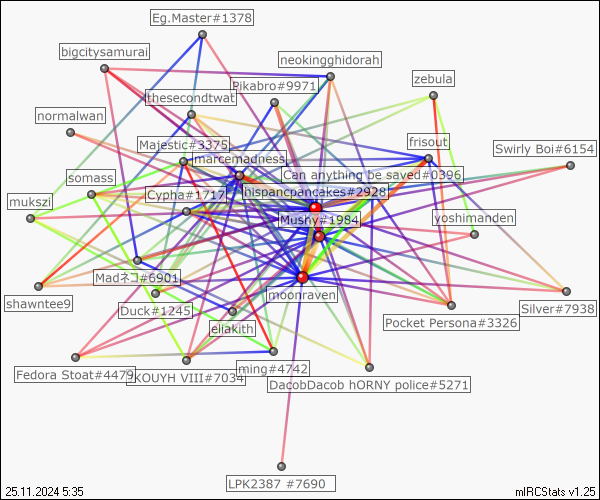 Eg.Master#1378
bigcitysamurai
neokingghidorah
zebula
Pikabro#9971
thesecondtwat
normalwan
Majestic#3375
frisout
Swirly Boi#6154
marcemadness
Can anything be saved#0396
somass
Cypha#1717
hispancpancakes#2928
mukszi
Mushy#1984
yoshimanden
Madネコ#6901
moonraven
shawntee9
Duck#1245
Silver#7938
eliakith
Pocket Persona#3326
Fedora Stoat#4479
KOUYH VIII#7034
ming#4742
DacobDacob hORNY police#5271
LPK2387 #7690
25.11.2024 5:35
mIRCStats v1.25